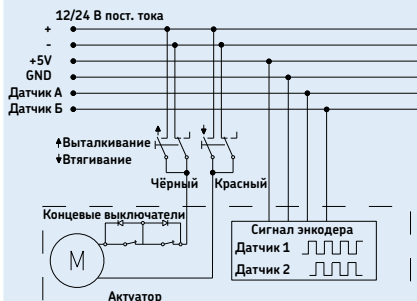 12/24 В пост. тока
+
-
+5V
GND
Датчик А
Датчик Б
Выталкивание
Втягивание
Чёрный Красный
Концевые выключатели
Сигнал энкодера
Датчик 1
Датчик 2
M
Актуатор